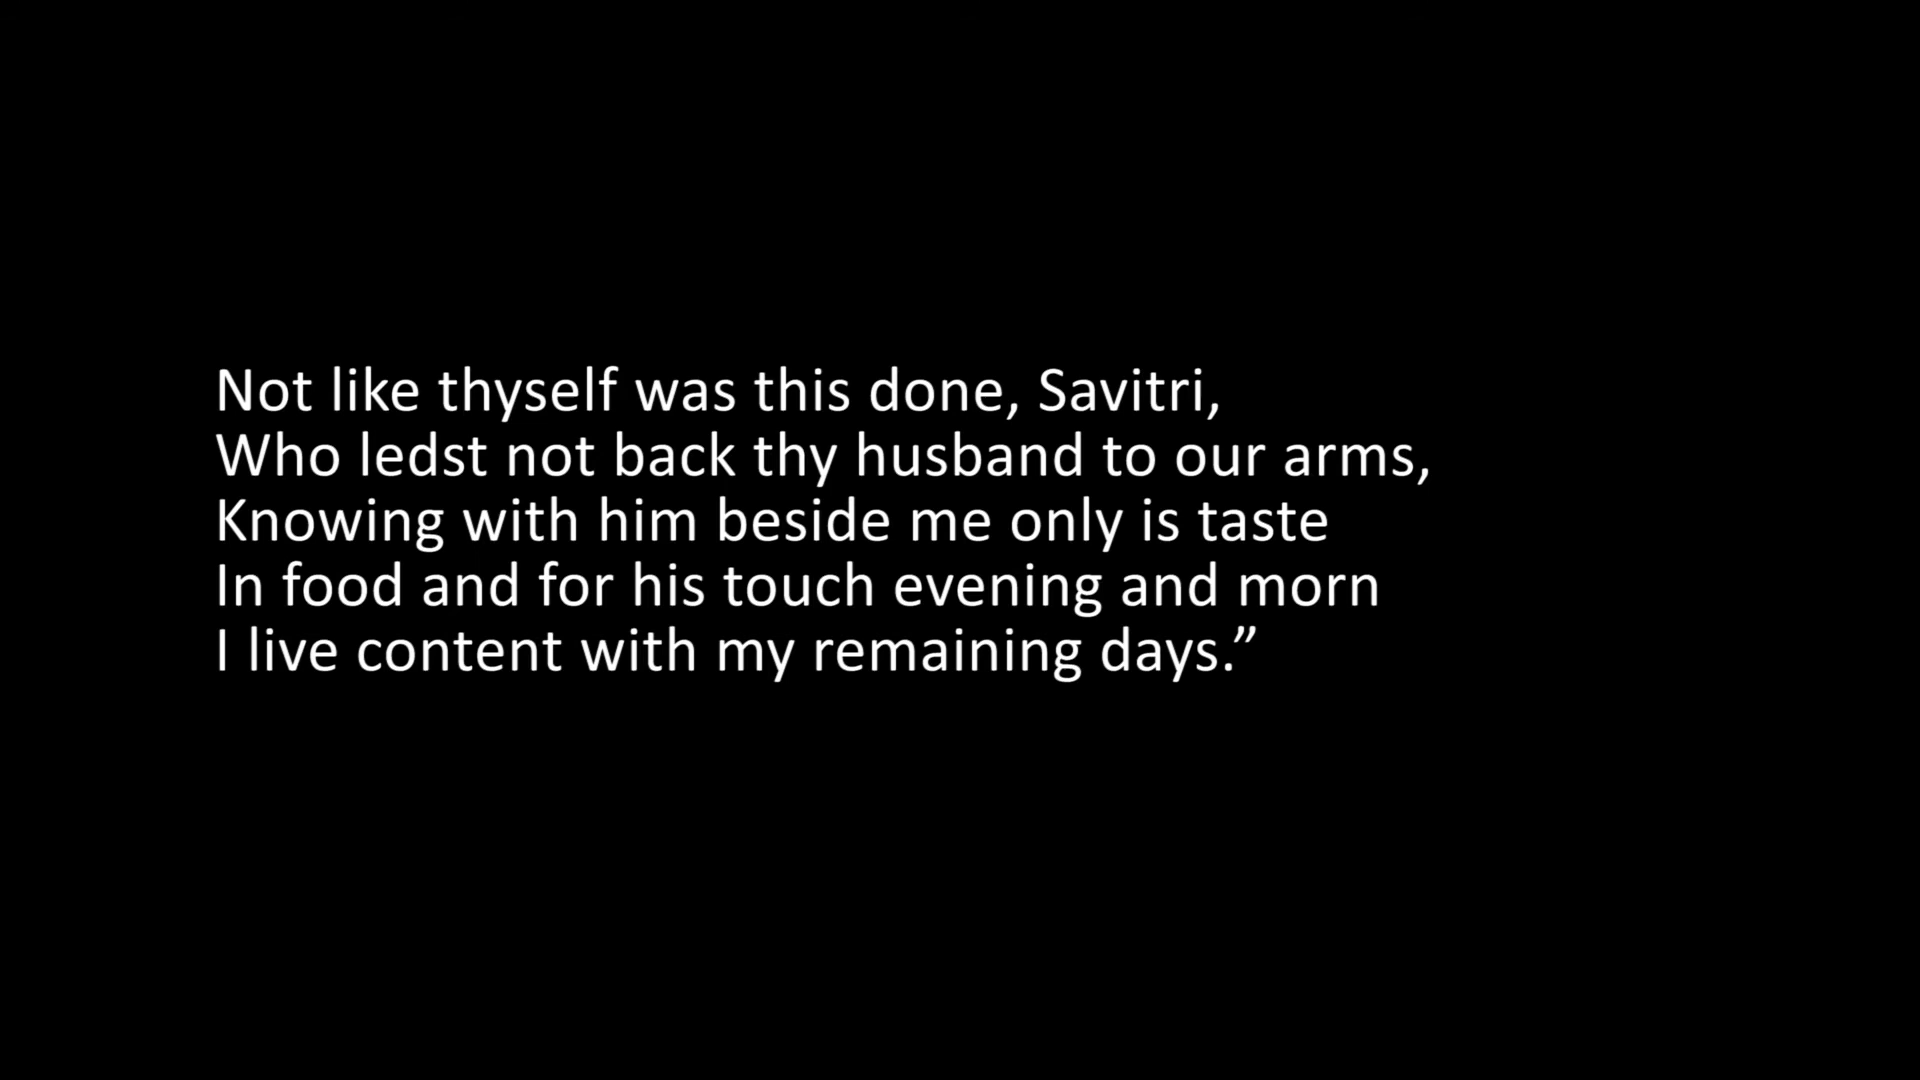 Not like thyself was this done, Savitri,
Who ledst not back thy husband to our arms,
Knowing with him beside me only is taste
In food and for his touch evening and morn
I live content with my remaining days.”